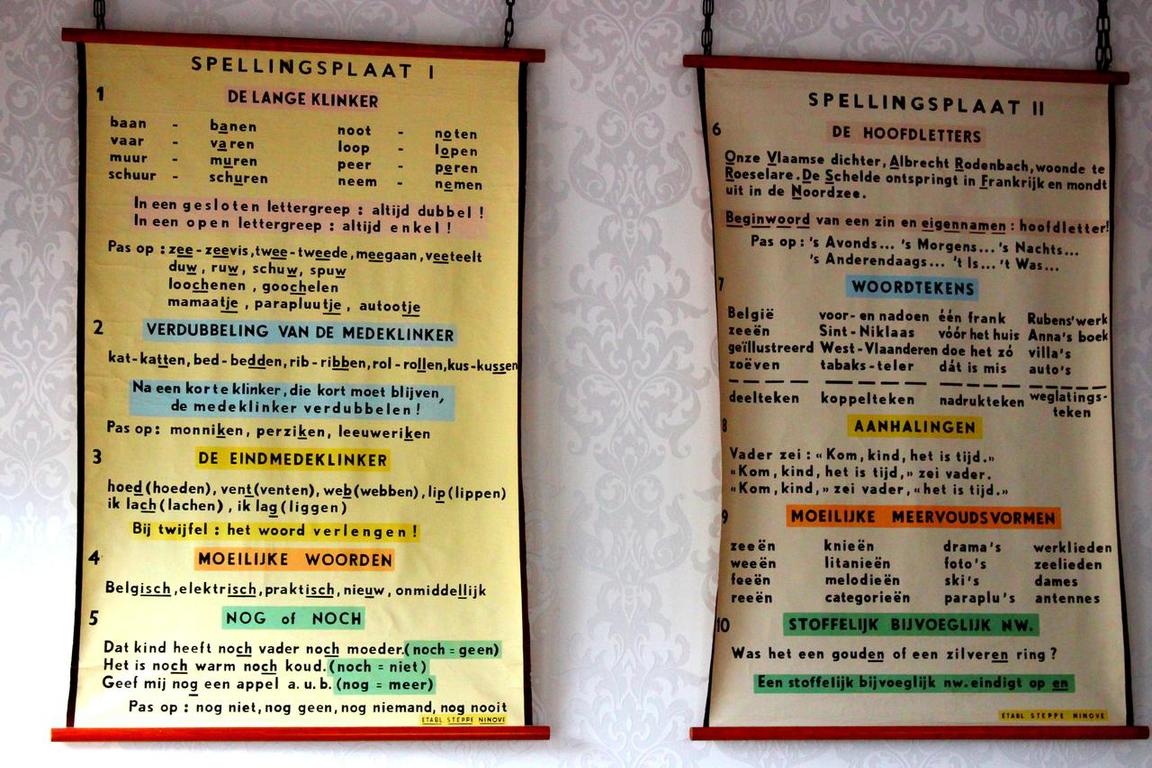 SPELLINGSPLAAT I
1
DE LANGE KLINKER
baan - banen noot - noten
vaar - varen loop - lopen
muur - muren peer - peren
schuur - schuren neem - nemen
In een gesloten lettergreep : altijd dubbel !
In een open lettergreep : altijd enkel !
Pas op : zee - zeevis, twee - tweede, meegaan, veeteelt
duw, ruw, schuw, spuw
loochenen, goochelen
mamaatje, parapluutje, autootje
2
VERDUBBELING VAN DE MEDEKLINKER
kat - katten, bed - bedden, rib - ribben, rol - rollen, kus - kussen
Na een korte klinker, die kort moet blijven,
de medeklinker verdubbelen !
Pas op : monniken, perziken, leeuweriken
3
DE EINDMEDEKLINKER
hoed (hoeden), vent (venten), web (webben), lip (lippen)
ik lach (lachen), ik lag (liggen)
Bij twijfel : het woord verlengen !
4
MOEILIJKE WOORDEN
Belgisch, elektrisch, praktisch, nieuw, onmiddellijk
5
NOG of NOCH
Dat kind heeft noch vader noch moeder. (noch = geen)
Het is noch warm noch koud. (noch = niet)
Geef mij nog een appel a.u.b. (nog = meer)
Pas op : nog niet, nog geen, nog niemand, nog nooit
ETABL STEPPE NINOVE
SPELLINGSPLAAT II
6
DE HOOFDLETTERS
Onze Vlaamse dichter, Albrecht Rodenbach, woonde te
Roeselare. De Schelde ontspringt in Frankrijk en mondt
uit in de Noordzee.
Beginwoord van een zin en eigennamen : hoofdletter!
Pas op : 's Avonds... 's Morgens... 's Nachts...
's Anderendaags... 't Is... 't Was...
7
WOORDTEKENS
België voor- en nadoen één frank Rubens' werk
zeeën Sint-Niklaas vóór het huis Anna's boek
geïllustreerd West-Vlaanderen doe het zó villa's
zoëven tabaks-teler dát is mis auto's
deelteken koppelteken nadrukteken weglatings-
teken
8
AANHALINGEN
Vader zei : « Kom, kind, het is tijd. »
« Kom, kind, het is tijd, » zei vader.
« Kom, kind, » zei vader, « het is tijd. »
9
MOEILIJKE MEERVOUDSVORMEN
zeeën knieën drama's werklieden
weeën litanieën foto's zeelieden
feeën melodieën ski's dames
reeën categorieën paraplu's antennes
10
STOFFELIJK BIJVOEGLIJK N.W.
Was het een gouden of een zilveren ring ?
Een stoffelijk bijvoeglijk nw. eindigt op en
ETABL STEPPE NINOVE